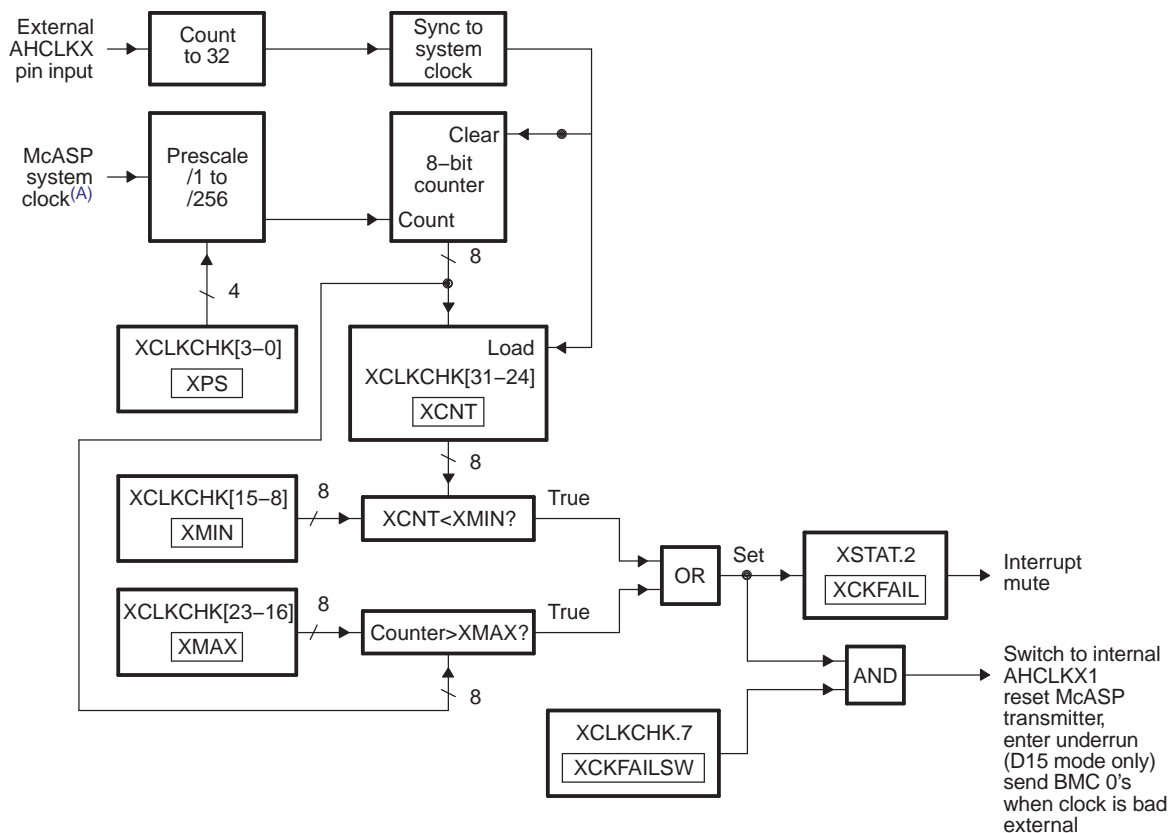 External
AHCLKX
pin input
Count
to 32
Sync to
system
clock
McASP
system
clock(A)
Prescale
/1 to
/256
Clear
8–bit
counter
Count
8
4
XCLKCHK[3–0]
XPS
Load
XCLKCHK[31–24]
XCNT
8
XCLKCHK[15–8]
XMIN
8
XCNT<XMIN?
True
XCLKCHK[23–16]
XMAX
8
Counter>XMAX?
True
8
OR
Set
XSTAT.2
XCKFAIL
Interrupt
mute
AND
XCLKCHK.7
XCKFAILSW
Switch to internal
AHCLKX1
reset McASP
transmitter,
enter underrun
(D15 mode only)
send BMC 0's
when clock is bad
external